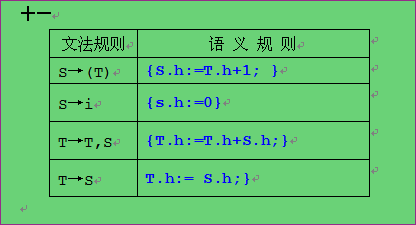 十一
文法规则 语 义 规 则
S→(T) {S.h:=T.h+1; }
S→i {s.h:=0}
T→T,S {T.h:=T.h+S.h;}
T→S T.h:= S.h;}